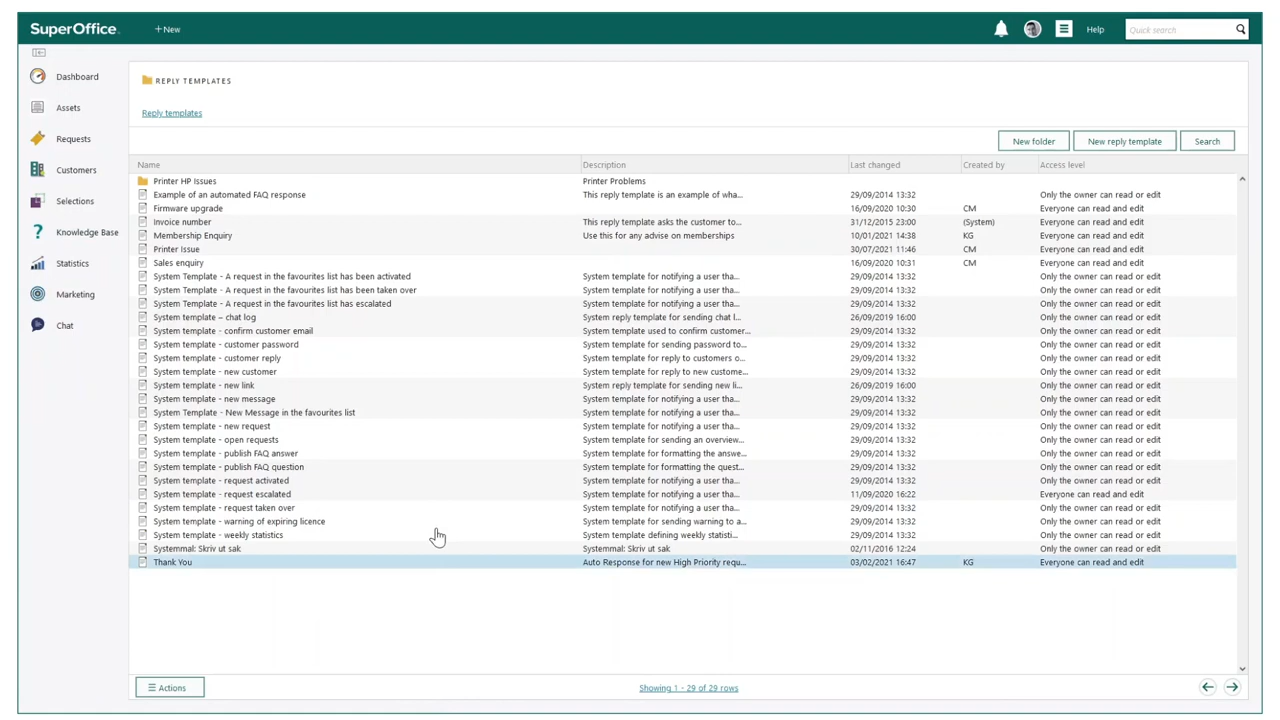 SuperOffice. + New Help Quick search
Dashboard
Assets
Requests
Customers
Selections
Knowledge Base
Statistics
Marketing
Chat
REPLY TEMPLATES
Reply templates
New folder New reply template Search
Name Description Last changed Created by Access level
Printer HP Issues Printer Problems
Example of an automated FAQ response This reply template is an example of wha... 29/09/2014 13:32 Only the owner can read or edit
Firmware upgrade 16/09/2020 10:30 CM Everyone can read and edit
Invoice number This reply template asks the customer to... 31/12/2015 23:00 (System) Everyone can read and edit
Membership Enquiry Use this for any advise on memberships 10/01/2021 14:38 KG Everyone can read and edit
Printer Issue 30/07/2021 11:46 CM Everyone can read and edit
Sales enquiry 16/09/2020 10:31 CM Everyone can read and edit
System Template - A request in the favourites list has been activated System template for notifying a user tha... 29/09/2014 13:32 Only the owner can read or edit
System Template - A request in the favourites list has been taken over System template for notifying a user tha... 29/09/2014 13:32 Only the owner can read or edit
System Template - A request in the favourites list has escalated System template for notifying a user tha... 29/09/2014 13:32 Only the owner can read or edit
System template – chat log System reply template for sending chat l... 26/09/2019 16:00 Only the owner can read or edit
System template - confirm customer email System template used to confirm customer... 29/09/2014 13:32 Only the owner can read or edit
System template - customer password System template for sending password to... 29/09/2014 13:32 Only the owner can read or edit
System template - customer reply System template for reply to customers o... 29/09/2014 13:32 Only the owner can read or edit
System template - new customer System template for reply to new custome... 29/09/2014 13:32 Only the owner can read or edit
System template - new link System reply template for sending new li... 26/09/2019 16:00 Only the owner can read or edit
System template - new message System template for notifying a user tha... 29/09/2014 13:32 Only the owner can read or edit
System Template - New Message in the favourites list System template for notifying a user tha... 29/09/2014 13:32 Only the owner can read or edit
System template - new request System template for notifying a user tha... 29/09/2014 13:32 Only the owner can read or edit
System template - open requests System template for sending an overview... 29/09/2014 13:32 Only the owner can read or edit
System template - publish FAQ answer System template for formatting the answe... 29/09/2014 13:32 Only the owner can read or edit
System template - publish FAQ question System template for formatting the quest... 29/09/2014 13:32 Only the owner can read or edit
System template - request activated System template for notifying a user tha... 29/09/2014 13:32 Only the owner can read or edit
System template - request escalated System template for notifying a user tha... 11/09/2020 16:22 Everyone can read and edit
System template - request taken over System template for notifying a user tha... 29/09/2014 13:32 Only the owner can read or edit
System template - warning of expiring licence System template for sending warning to a... 29/09/2014 13:32 Only the owner can read or edit
System template - weekly statistics System template defining weekly statisti... 29/09/2014 13:32 Only the owner can read or edit
Systemmal: Skriv ut sak Systemmal: Skriv ut sak 02/11/2016 12:24 Only the owner can read or edit
Thank You Auto Response for new High Priority requ... 03/02/2021 16:47 KG Everyone can read and edit
Actions Showing 1 - 29 of 29 rows